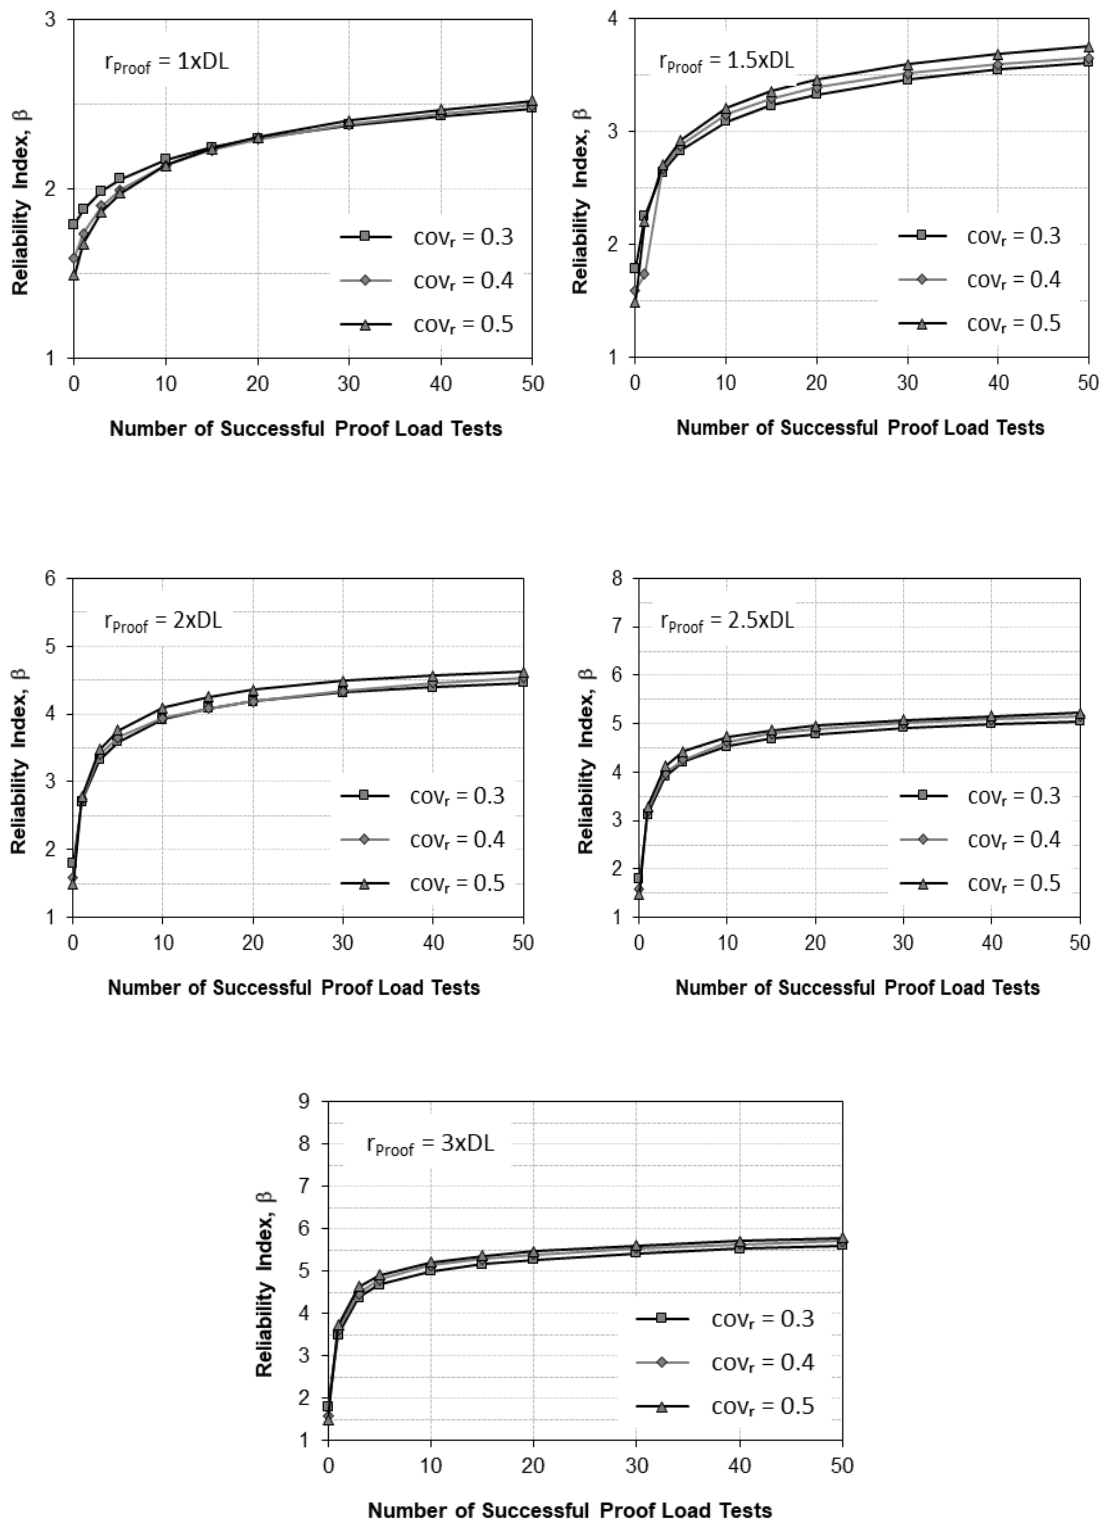 r_Proof = 1xDL
Reliability Index, β
3
2
1
cov_r = 0.3
cov_r = 0.4
cov_r = 0.5
0 10 20 30 40 50
Number of Successful Proof Load Tests
r_Proof = 1.5xDL
Reliability Index, β
4
3
2
1
cov_r = 0.3
cov_r = 0.4
cov_r = 0.5
0 10 20 30 40 50
Number of Successful Proof Load Tests
r_Proof = 2xDL
Reliability Index, β
6
5
4
3
2
1
cov_r = 0.3
cov_r = 0.4
cov_r = 0.5
0 10 20 30 40 50
Number of Successful Proof Load Tests
r_Proof = 2.5xDL
Reliability Index, β
8
7
6
5
4
3
2
1
cov_r = 0.3
cov_r = 0.4
cov_r = 0.5
0 10 20 30 40 50
Number of Successful Proof Load Tests
r_Proof = 3xDL
Reliability Index, β
9
8
7
6
5
4
3
2
1
cov_r = 0.3
cov_r = 0.4
cov_r = 0.5
0 10 20 30 40 50
Number of Successful Proof Load Tests